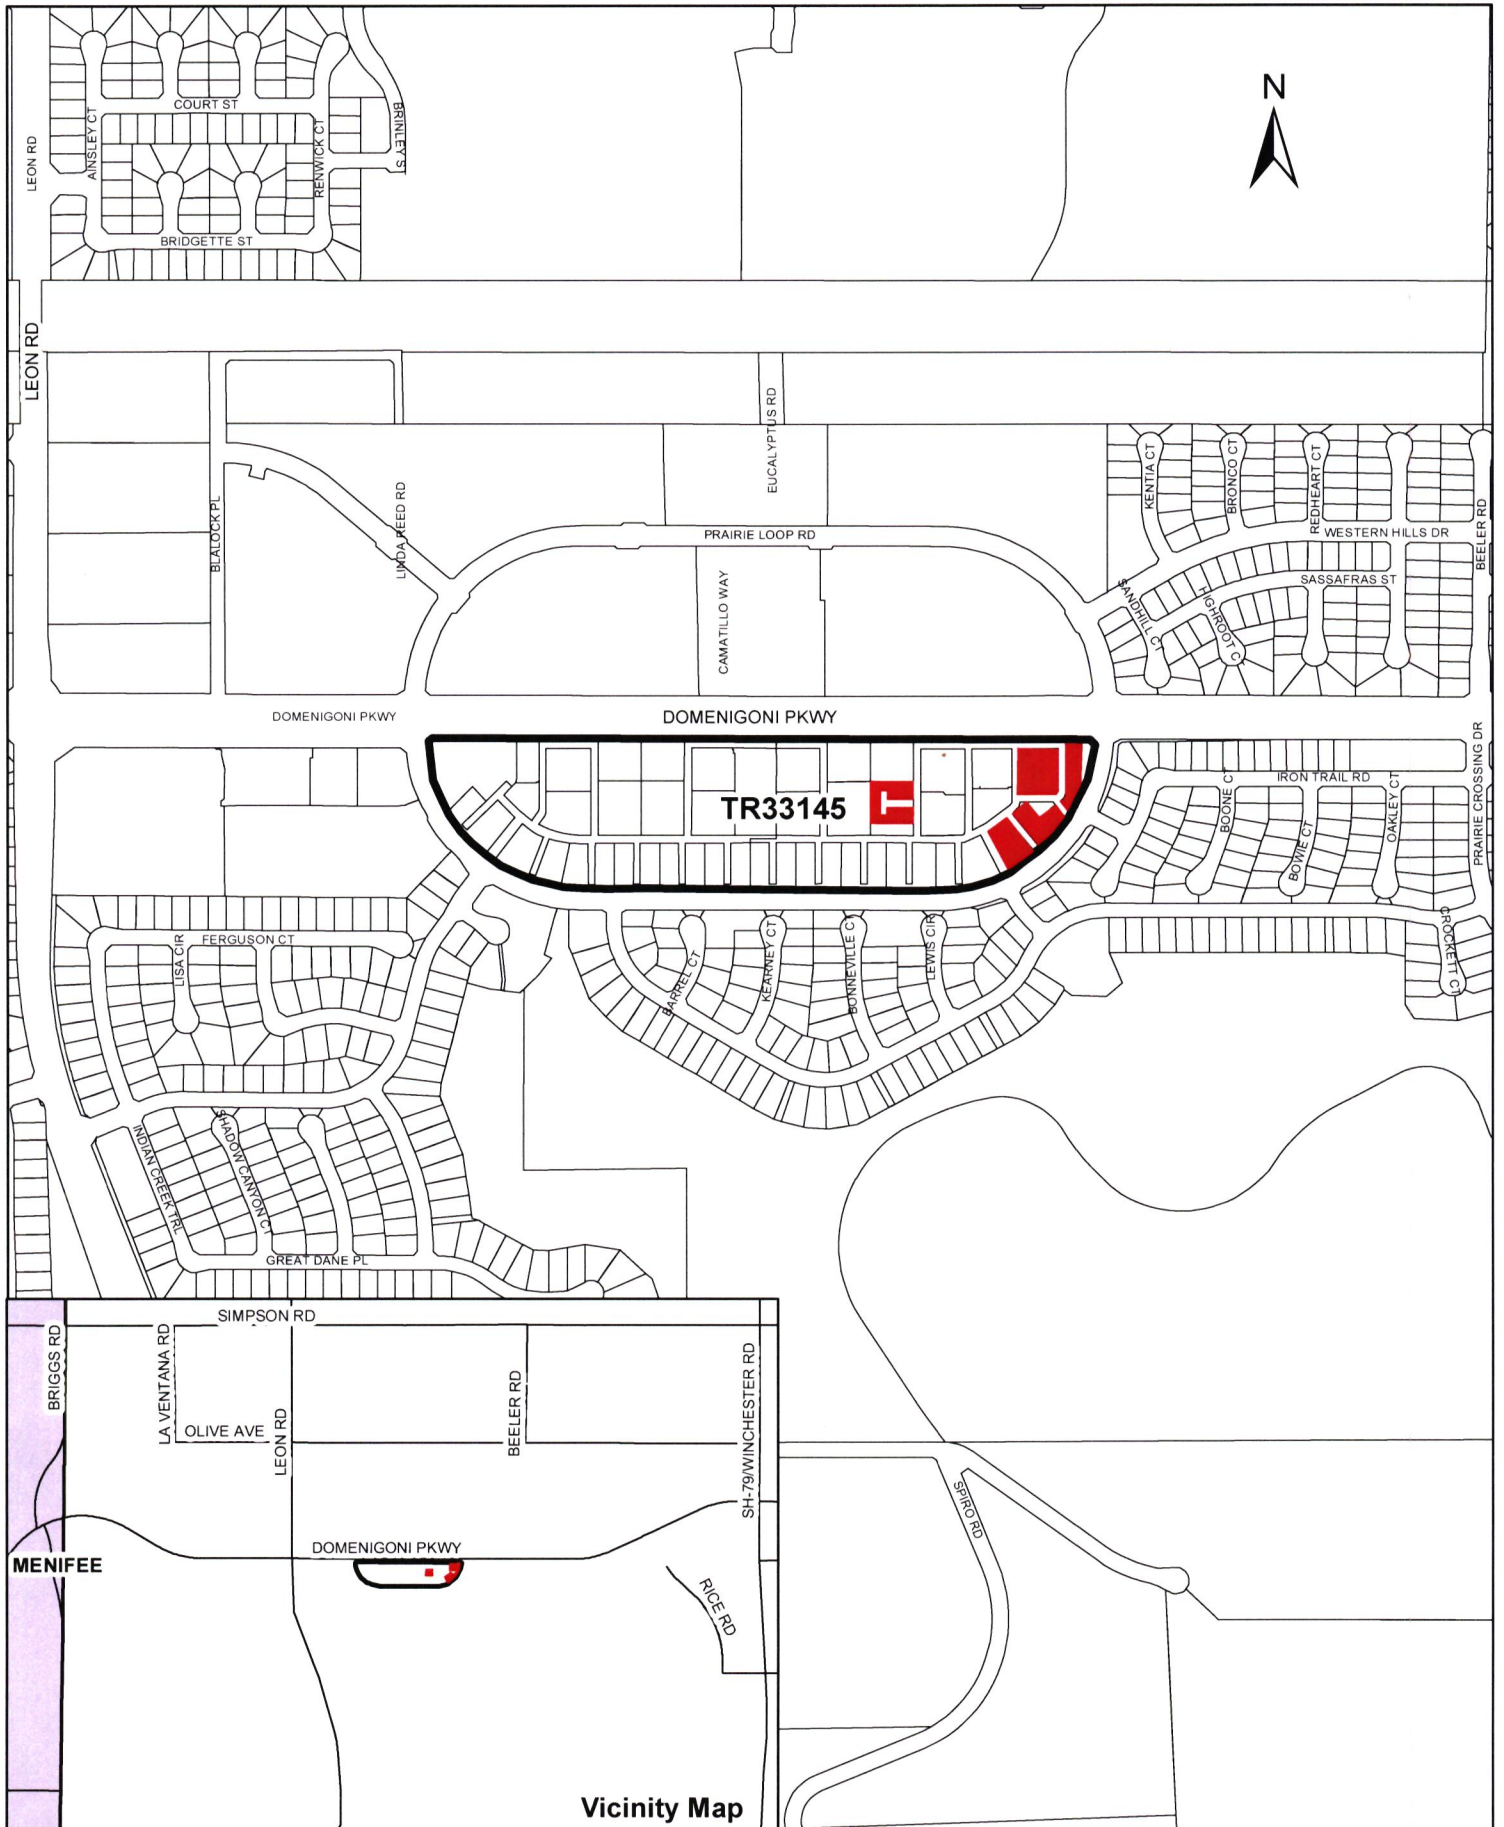 N
COURT ST
AINSLEY CT
RENWICK CT
BRINLEY ST
LEON RD
BRIDGETTE ST
LEON RD
EUCALYPTUS RD
BLALOCK PL
LINDA REED RD
PRAIRIE LOOP RD
CAMATILLO WAY
KENTIA CT
BRONCO CT
REDHEART CT
WESTERN HILLS DR
BEELER RD
SASSAFRAS ST
SANDHILL CT
HIGHROOT C
DOMENIGONI PKWY
DOMENIGONI PKWY
TR33145
IRON TRAIL RD
BOONE CT
BOWIE CT
OAKLEY CT
PRAIRIE CROSSING DR
CROCKETT CT
FERGUSON CT
LISA CIR
BARREL CT
KEARNEY CT
BONNEVILLE C
LEWIS CIR
INDIAN CREEK TRL
SHADOW CANYON C
GREAT DANE PL
SIMPSON RD
BRIGGS RD
LA VENTANA RD
OLIVE AVE
LEON RD
BEELER RD
SH-79/WINCHESTER RD
DOMENIGONI PKWY
MENIFEE
RICE RD
SPIRO RD
Vicinity Map